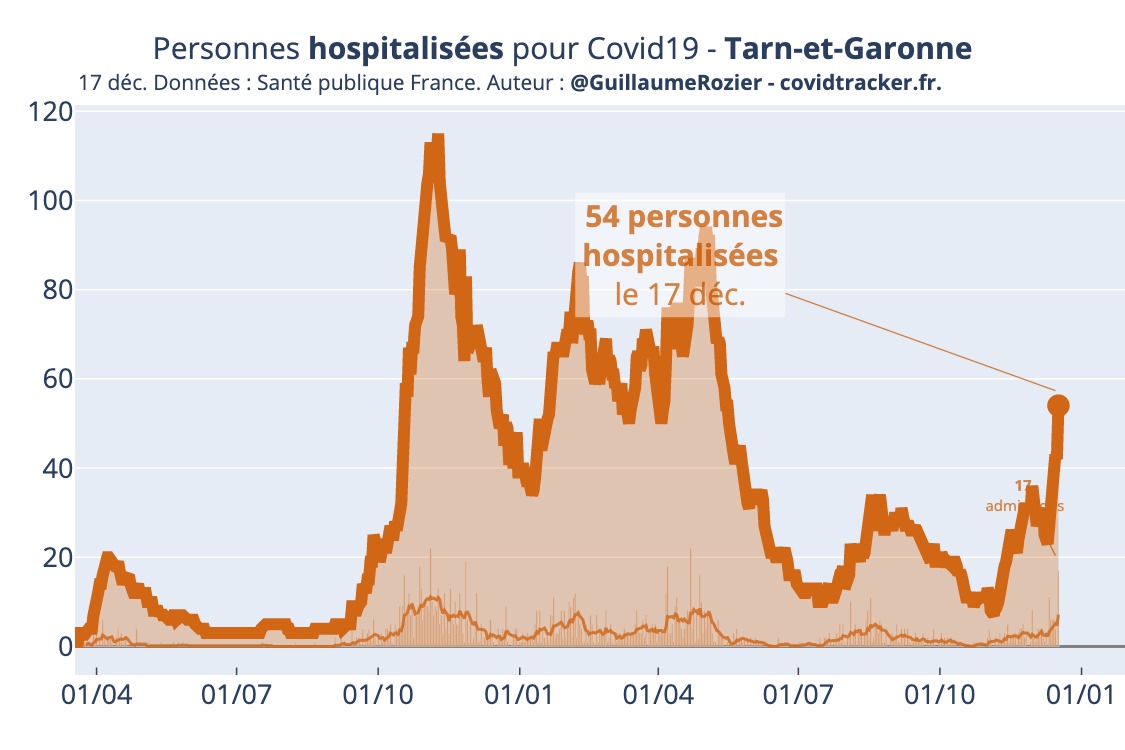 Personnes hospitalisées pour Covid19 - Tarn-et-Garonne
17 déc. Données : Santé publique France. Auteur : @GuillaumeRozier - covidtracker.fr.
120
100
80
60
40
20
0
54 personnes
hospitalisées
le 17 déc.
17
01/04 01/07 01/10 01/01 01/04 01/07 01/10 01/01